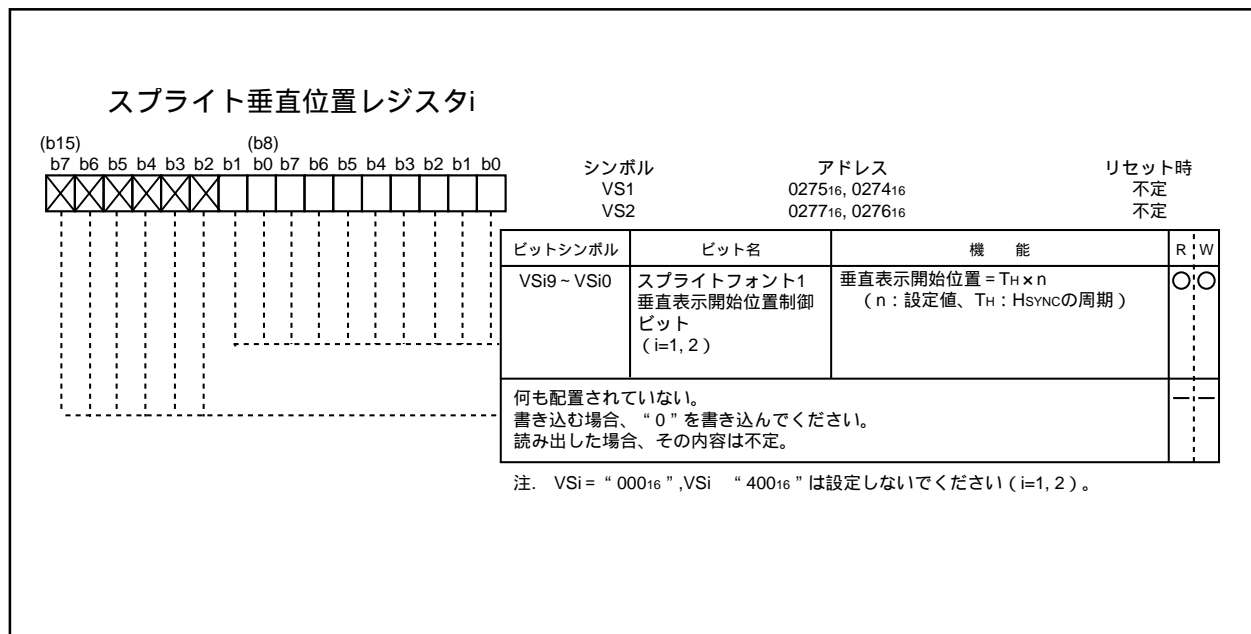 スプライト垂直位置レジスタi
(b15) (b8)
b7 b6 b5 b4 b3 b2 b1 b0 b7 b6 b5 b4 b3 b2 b1 b0
シンボル アドレス リセット時
VS1 027516, 027416 不定
VS2 027716, 027616 不定
ビットシンボル ビット名 機 能 R W
VSi9~VSi0 スプライトフォント1 垂直表示開始位置=TH×n ○ ○
垂直表示開始位置制御 (n:設定値、TH:HSYNCの周期)
ビット
(i=1, 2)
何も配置されていない。 — —
書き込む場合、“0”を書き込んでください。
読み出した場合、その内容は不定。
注. VSi=“00016”,VSi “40016”は設定しないでください(i=1, 2)。